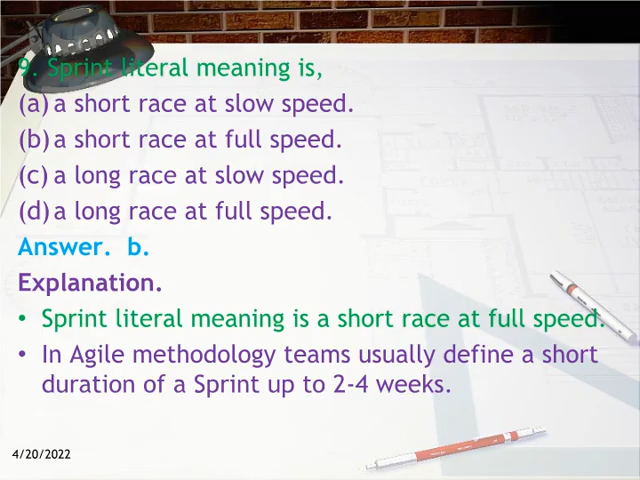 9. Sprint literal meaning is,
(a) a short race at slow speed.
(b) a short race at full speed.
(c) a long race at slow speed.
(d) a long race at full speed.
Answer. b.
Explanation.
• Sprint literal meaning is a short race at full speed.
• In Agile methodology teams usually define a short
duration of a Sprint up to 2-4 weeks.
4/20/2022